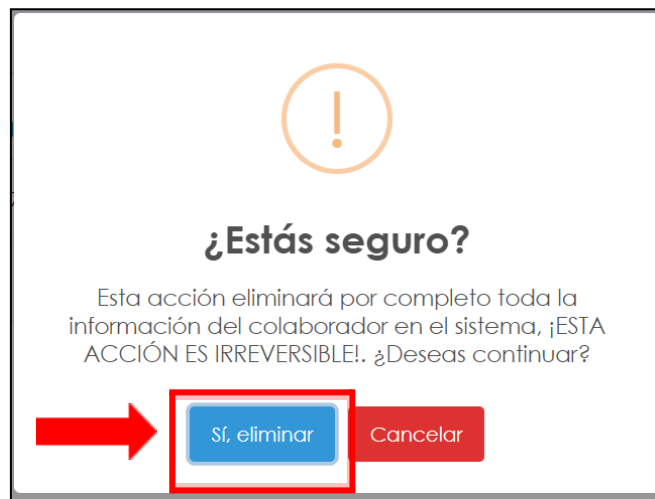 ¿Estás seguro?
Esta acción eliminará por completo toda la
información del colaborador en el sistema, ¡ESTA
ACCIÓN ES IRREVERSIBLE!. ¿Deseas continuar?
Sí, eliminar
Cancelar